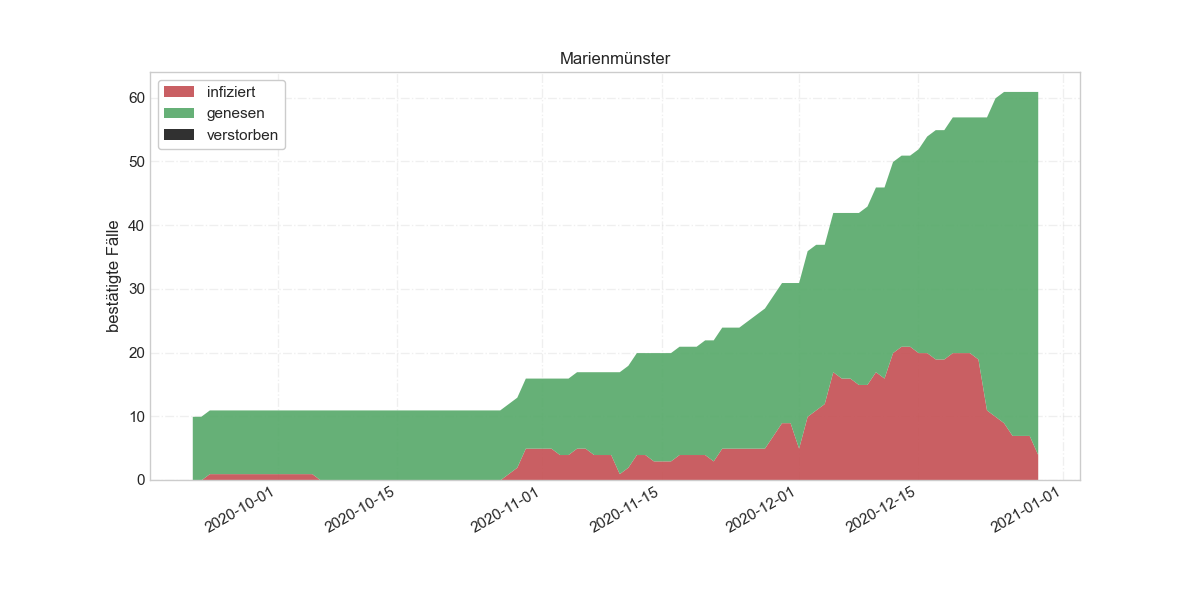 Marienmünster
infiziert
genesen
verstorben
bestätigte Fälle
60
50
40
30
20
10
0
2020-10-01
2020-10-15
2020-11-01
2020-11-15
2020-12-01
2020-12-15
2021-01-01